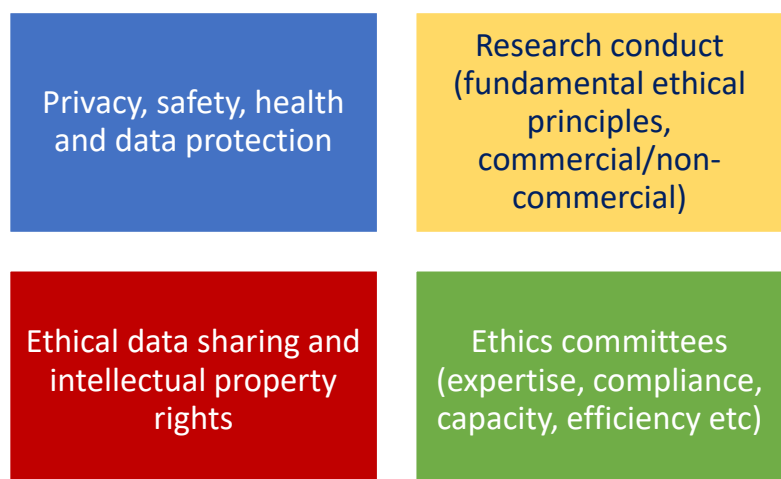 Privacy, safety, health
and data protection
Research conduct
(fundamental ethical
principles,
commercial/non-
commercial)
Ethical data sharing and
intellectual property
rights
Ethics committees
(expertise, compliance,
capacity, efficiency etc)